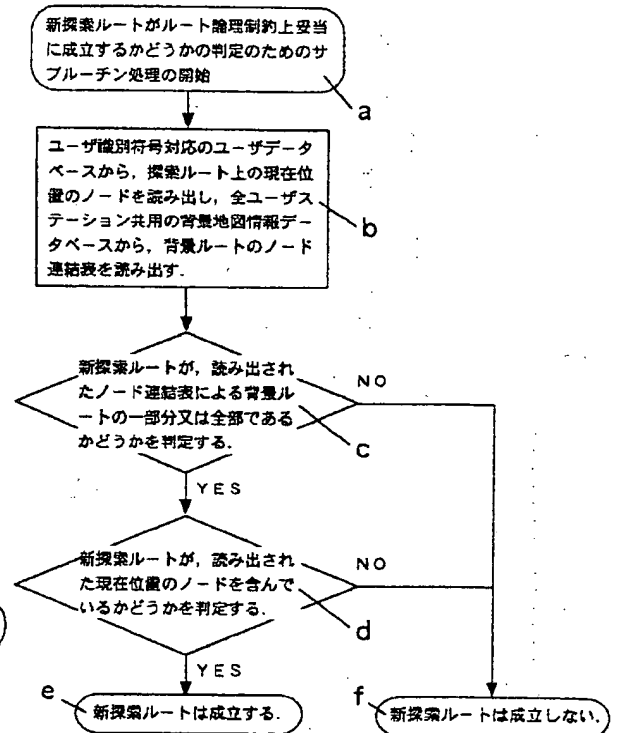 新探索ルートがルート論理制約上妥当
に成立するかどうかの判定のためのサ
ブルーチン処理の開始
a
ユーザ識別符号対応のユーザデータ
ベースから，探索ルート上の現在位
置のノードを読み出し，全ユーザス
テーション共用の背景地図情報デー
タベースから，背景ルートのノード
連結表を読み出す．
b
新探索ルートが，読み出され
たノード連結表による背景ル
ートの一部分又は全部である
かどうかを判定する．
NO
c
YES
新探索ルートが，読み出され
た現在位置のノードを含んで
いるかどうかを判定する．
NO
d
YES
e
新探索ルートは成立する．
f
新探索ルートは成立しない．